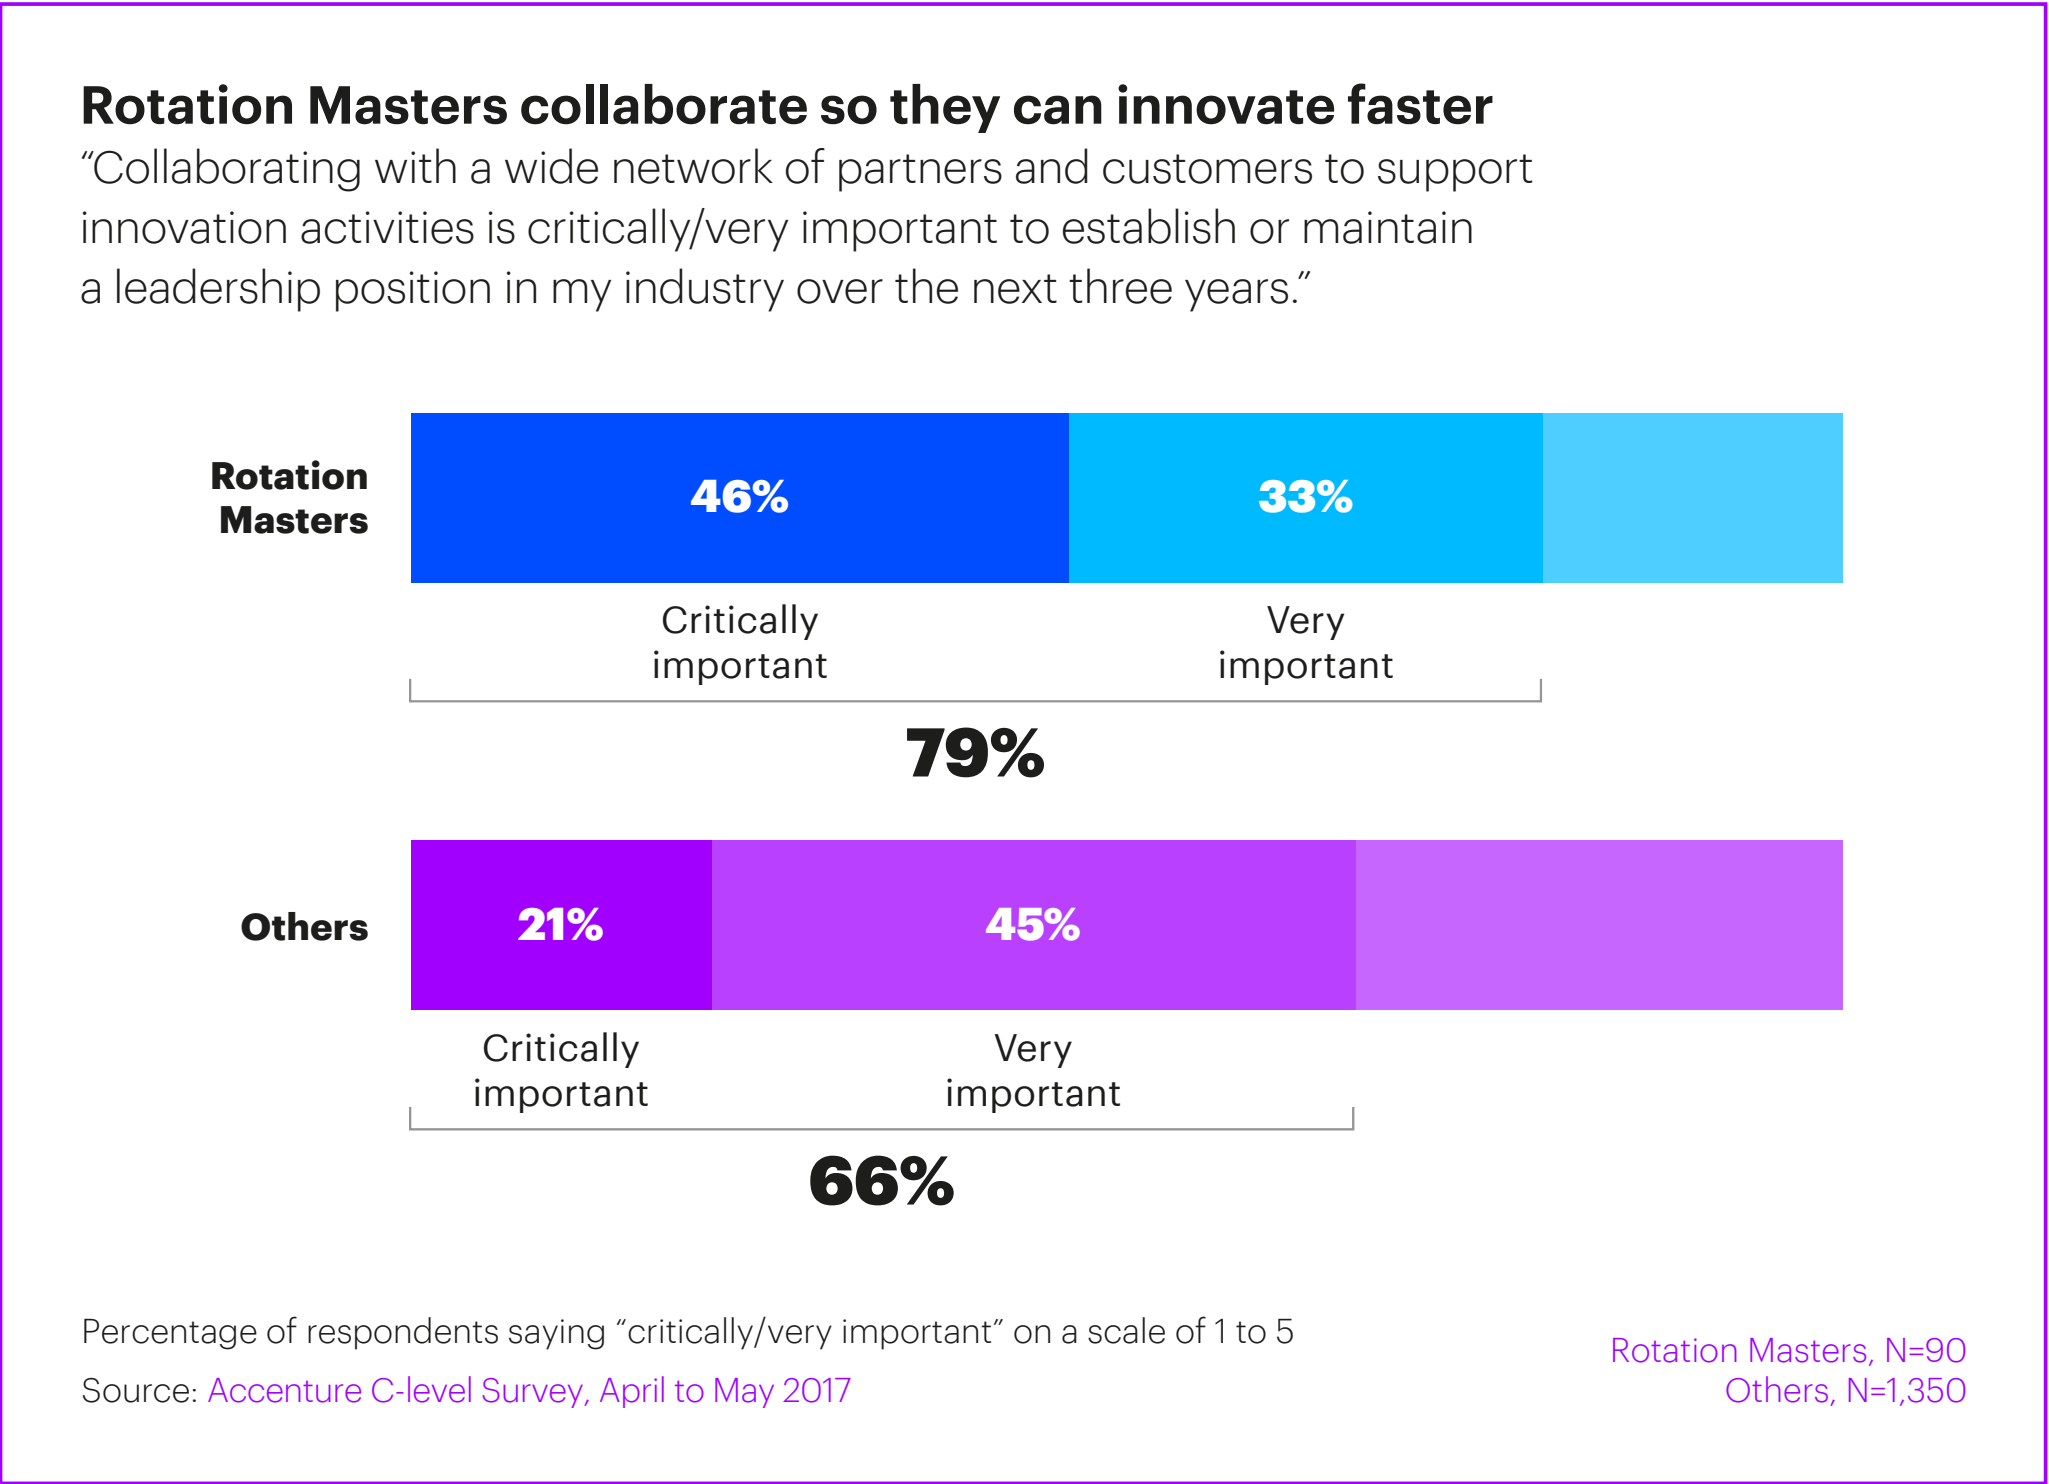 Rotation Masters collaborate so they can innovate faster
“Collaborating with a wide network of partners and customers to support
innovation activities is critically/very important to establish or maintain
a leadership position in my industry over the next three years.”
Rotation
Masters
46%
33%
Critically
important
Very
important
79%
Others
21%
45%
Critically
important
Very
important
66%
Percentage of respondents saying “critically/very important” on a scale of 1 to 5
Source: Accenture C-level Survey, April to May 2017
Rotation Masters, N=90
Others, N=1,350